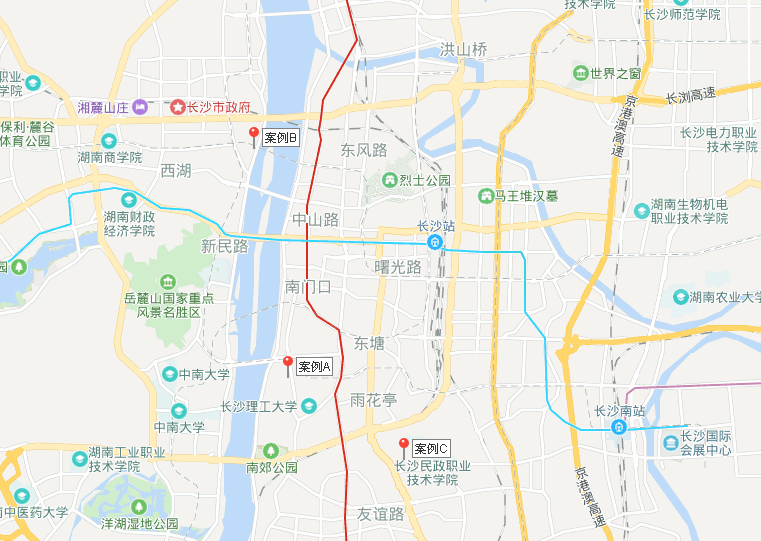 技术学院
长沙师范学院
洪山桥
世界之窗
职业
学院
湘麓山庄
长沙市政府
长浏高速
京港澳高速
保利·麓谷
体育公园
案例B
长沙电力职业
技术学院
湖南商学院
东风路
西湖
烈士公园
马王堆汉墓
湖南财政
经济学院
中山路
长沙站
湖南生物机电
职业技术学院
新民路
园
曙光路
岳麓山国家重点
风景名胜区
南门口
湖南农业大学
东塘
案例A
中南大学
雨花亭
长沙理工大学
中南大学
长沙南站
案例C
长沙国际
会展中心
湖南工业职业
技术学院
南郊公园
长沙民政职业
技术学院
京港澳高速
南中医药大学
洋湖湿地公园
友谊路